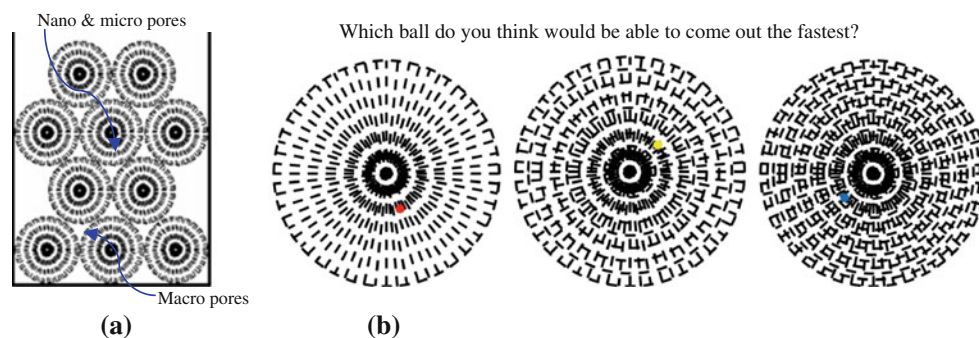 Nano & micro pores
Macro pores
(a)
Which ball do you think would be able to come out the fastest?
(b)